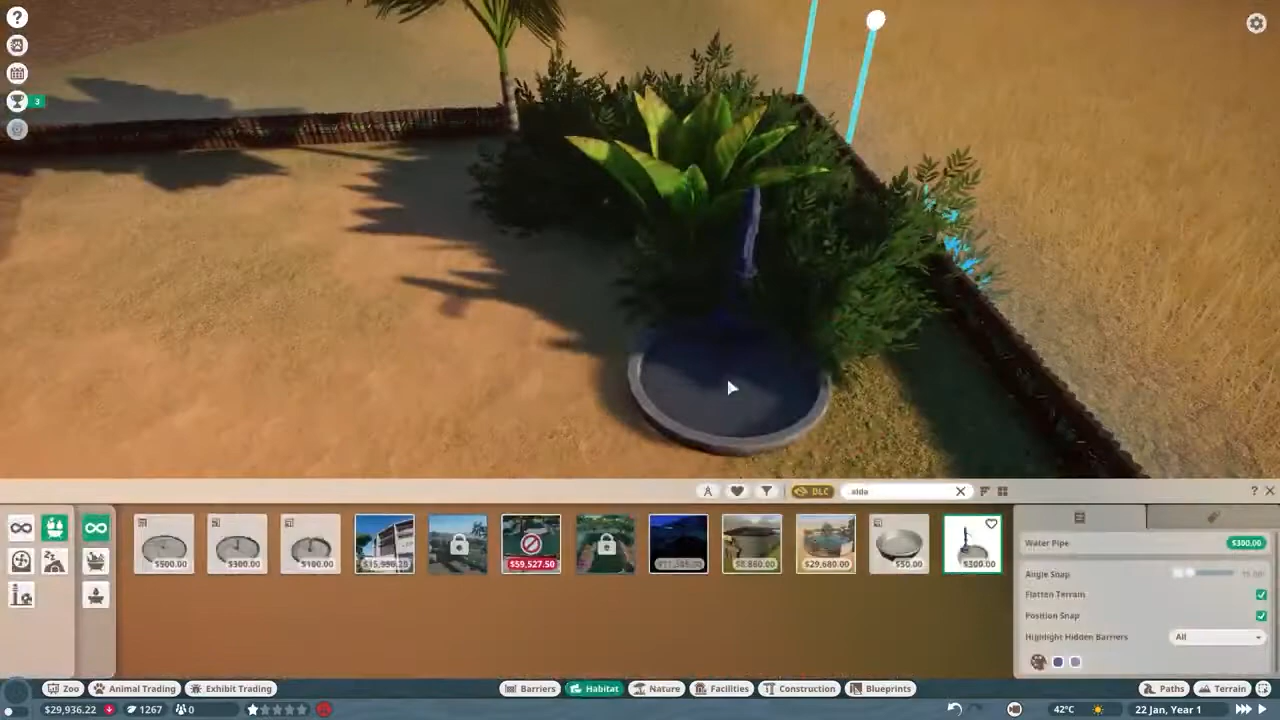 ?
3
DLC
alda
? X
$500.00
$300.00
$100.00
$59,527.50
$8,860.00
$29,680.00
$50.00
$300.00
Water Pipe
$300.00
Angle Snap
Flatten Terrain
Position Snap
Highlight Hidden Barriers
All
Zoo
Animal Trading
Exhibit Trading
Barriers
Habitat
Nature
Facilities
Construction
Blueprints
Paths
Terrain
$29,936.22
1267
0
42°C
22 Jan, Year 1